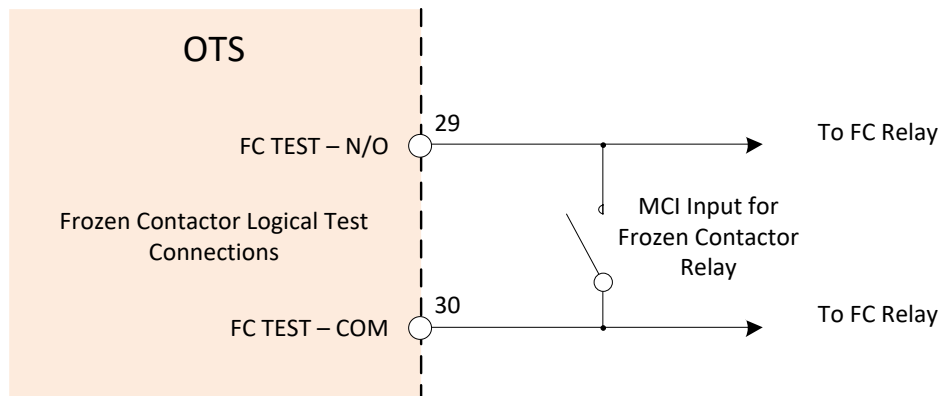 OTS
29
FC TEST – N/O
To FC Relay
Frozen Contactor Logical Test
Connections
MCI Input for
Frozen Contactor
Relay
30
FC TEST – COM
To FC Relay